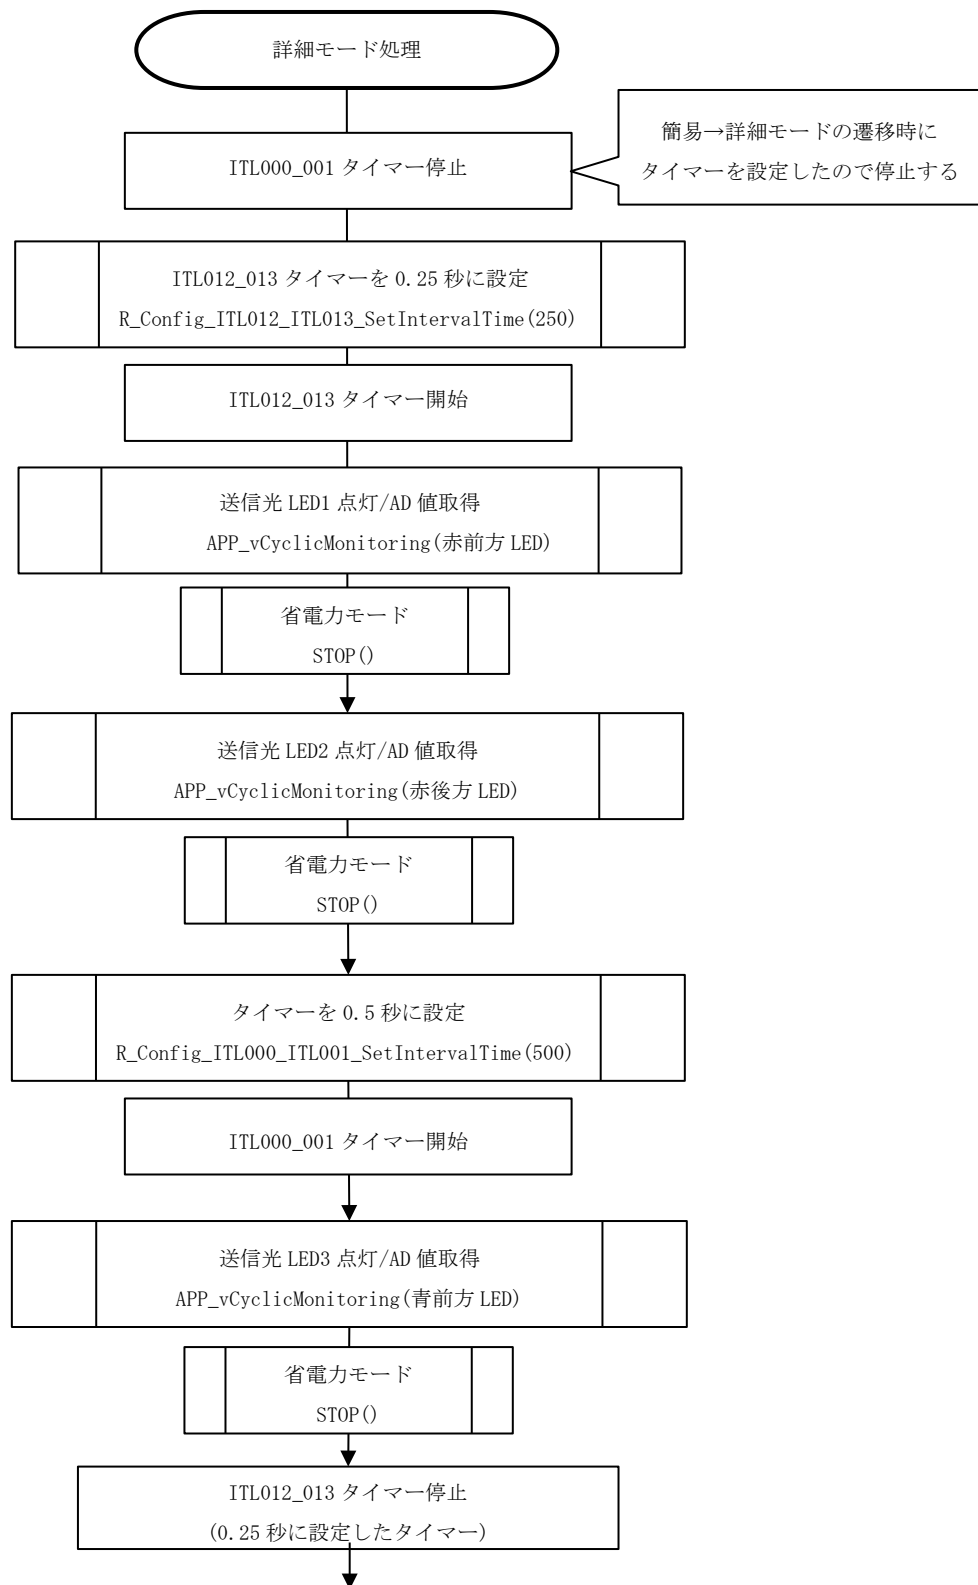 詳細モード処理
ITL000_001 タイマー停止
簡易→詳細モードの遷移時に
タイマーを設定したので停止する
ITL012_013 タイマーを 0.25 秒に設定
R_Config_ITL012_ITL013_SetIntervalTime(250)
ITL012_013 タイマー開始
送信光 LED1 点灯/AD 値取得
APP_vCyclicMonitoring(赤前方 LED)
省電力モード
STOP()
送信光 LED2 点灯/AD 値取得
APP_vCyclicMonitoring(赤後方 LED)
省電力モード
STOP()
タイマーを 0.5 秒に設定
R_Config_ITL000_ITL001_SetIntervalTime(500)
ITL000_001 タイマー開始
送信光 LED3 点灯/AD 値取得
APP_vCyclicMonitoring(青前方 LED)
省電力モード
STOP()
ITL012_013 タイマー停止
(0.25 秒に設定したタイマー)